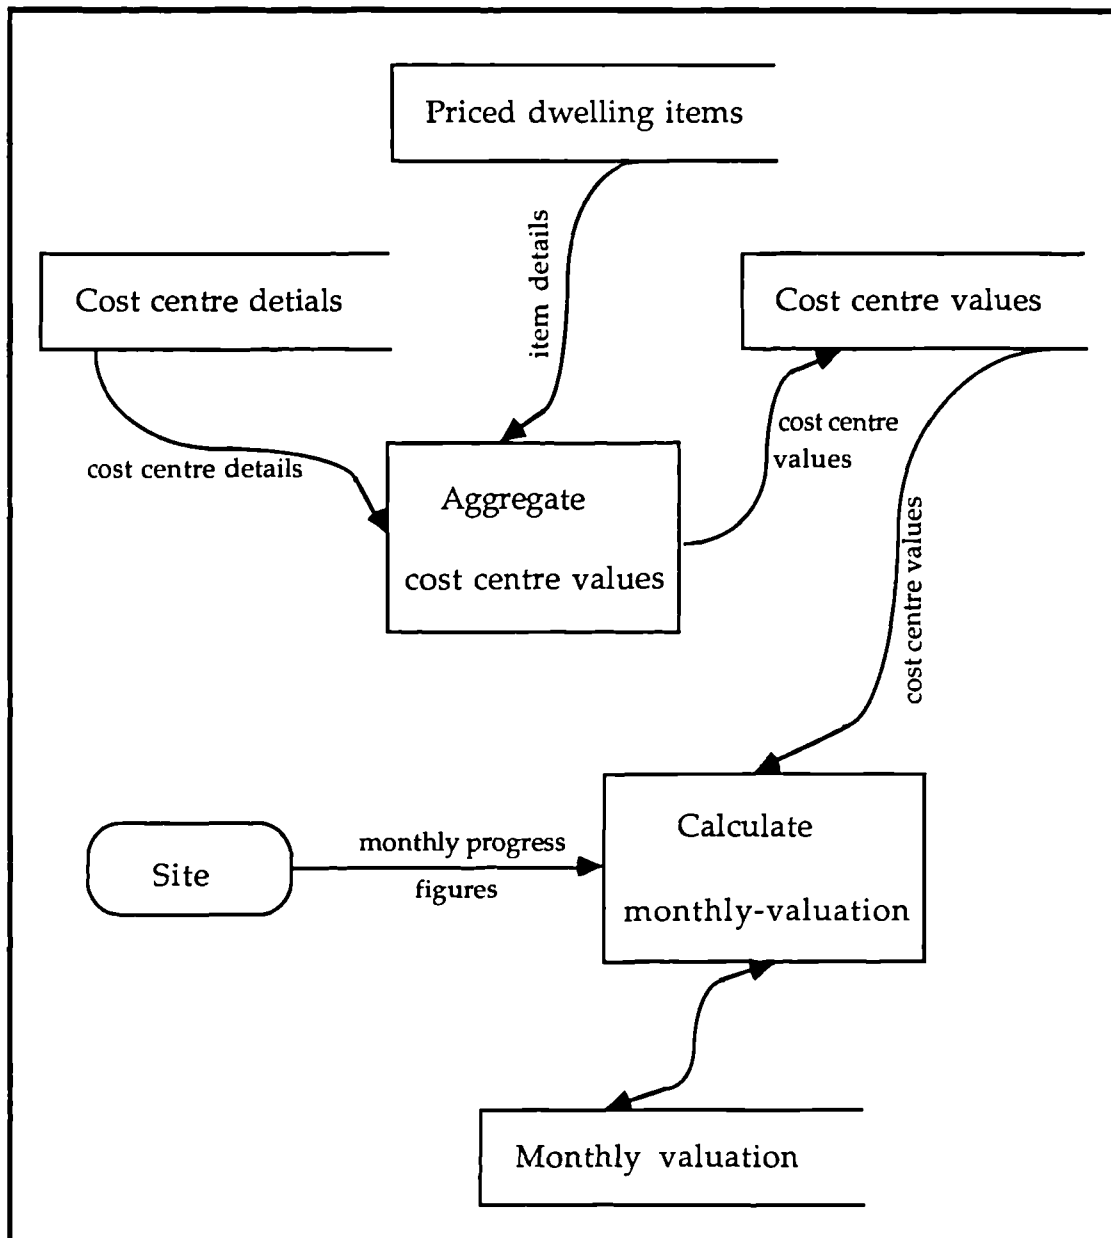 Priced dwelling items
item details
Cost centre detials
Cost centre values
cost centre details
cost centre
values
Aggregate
cost centre values
cost centre values
Site
monthly progress
figures
Calculate
monthly-valuation
Monthly valuation